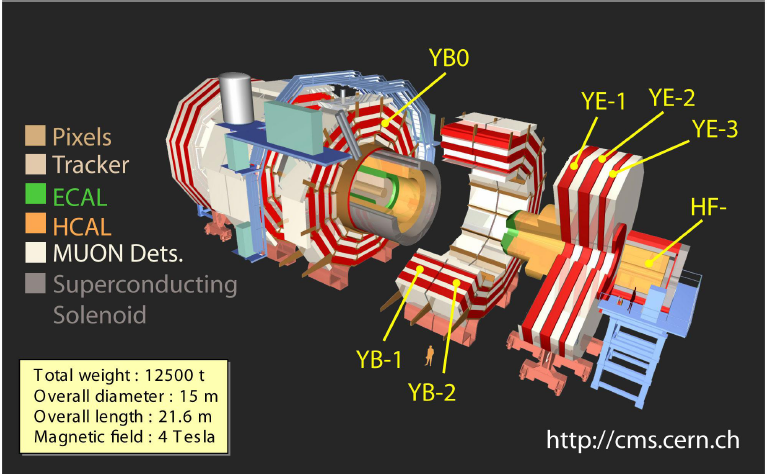 YB0
YE-1
YE-2
YE-3
HF-
Pixels
Tracker
ECAL
HCAL
MUON Dets.
Superconducting
Solenoid
YB-1
YB-2
Total weight : 12500 t
Overall diameter : 15 m
Overall length : 21.6 m
Magnetic field : 4 Tesla
http://cms.cern.ch